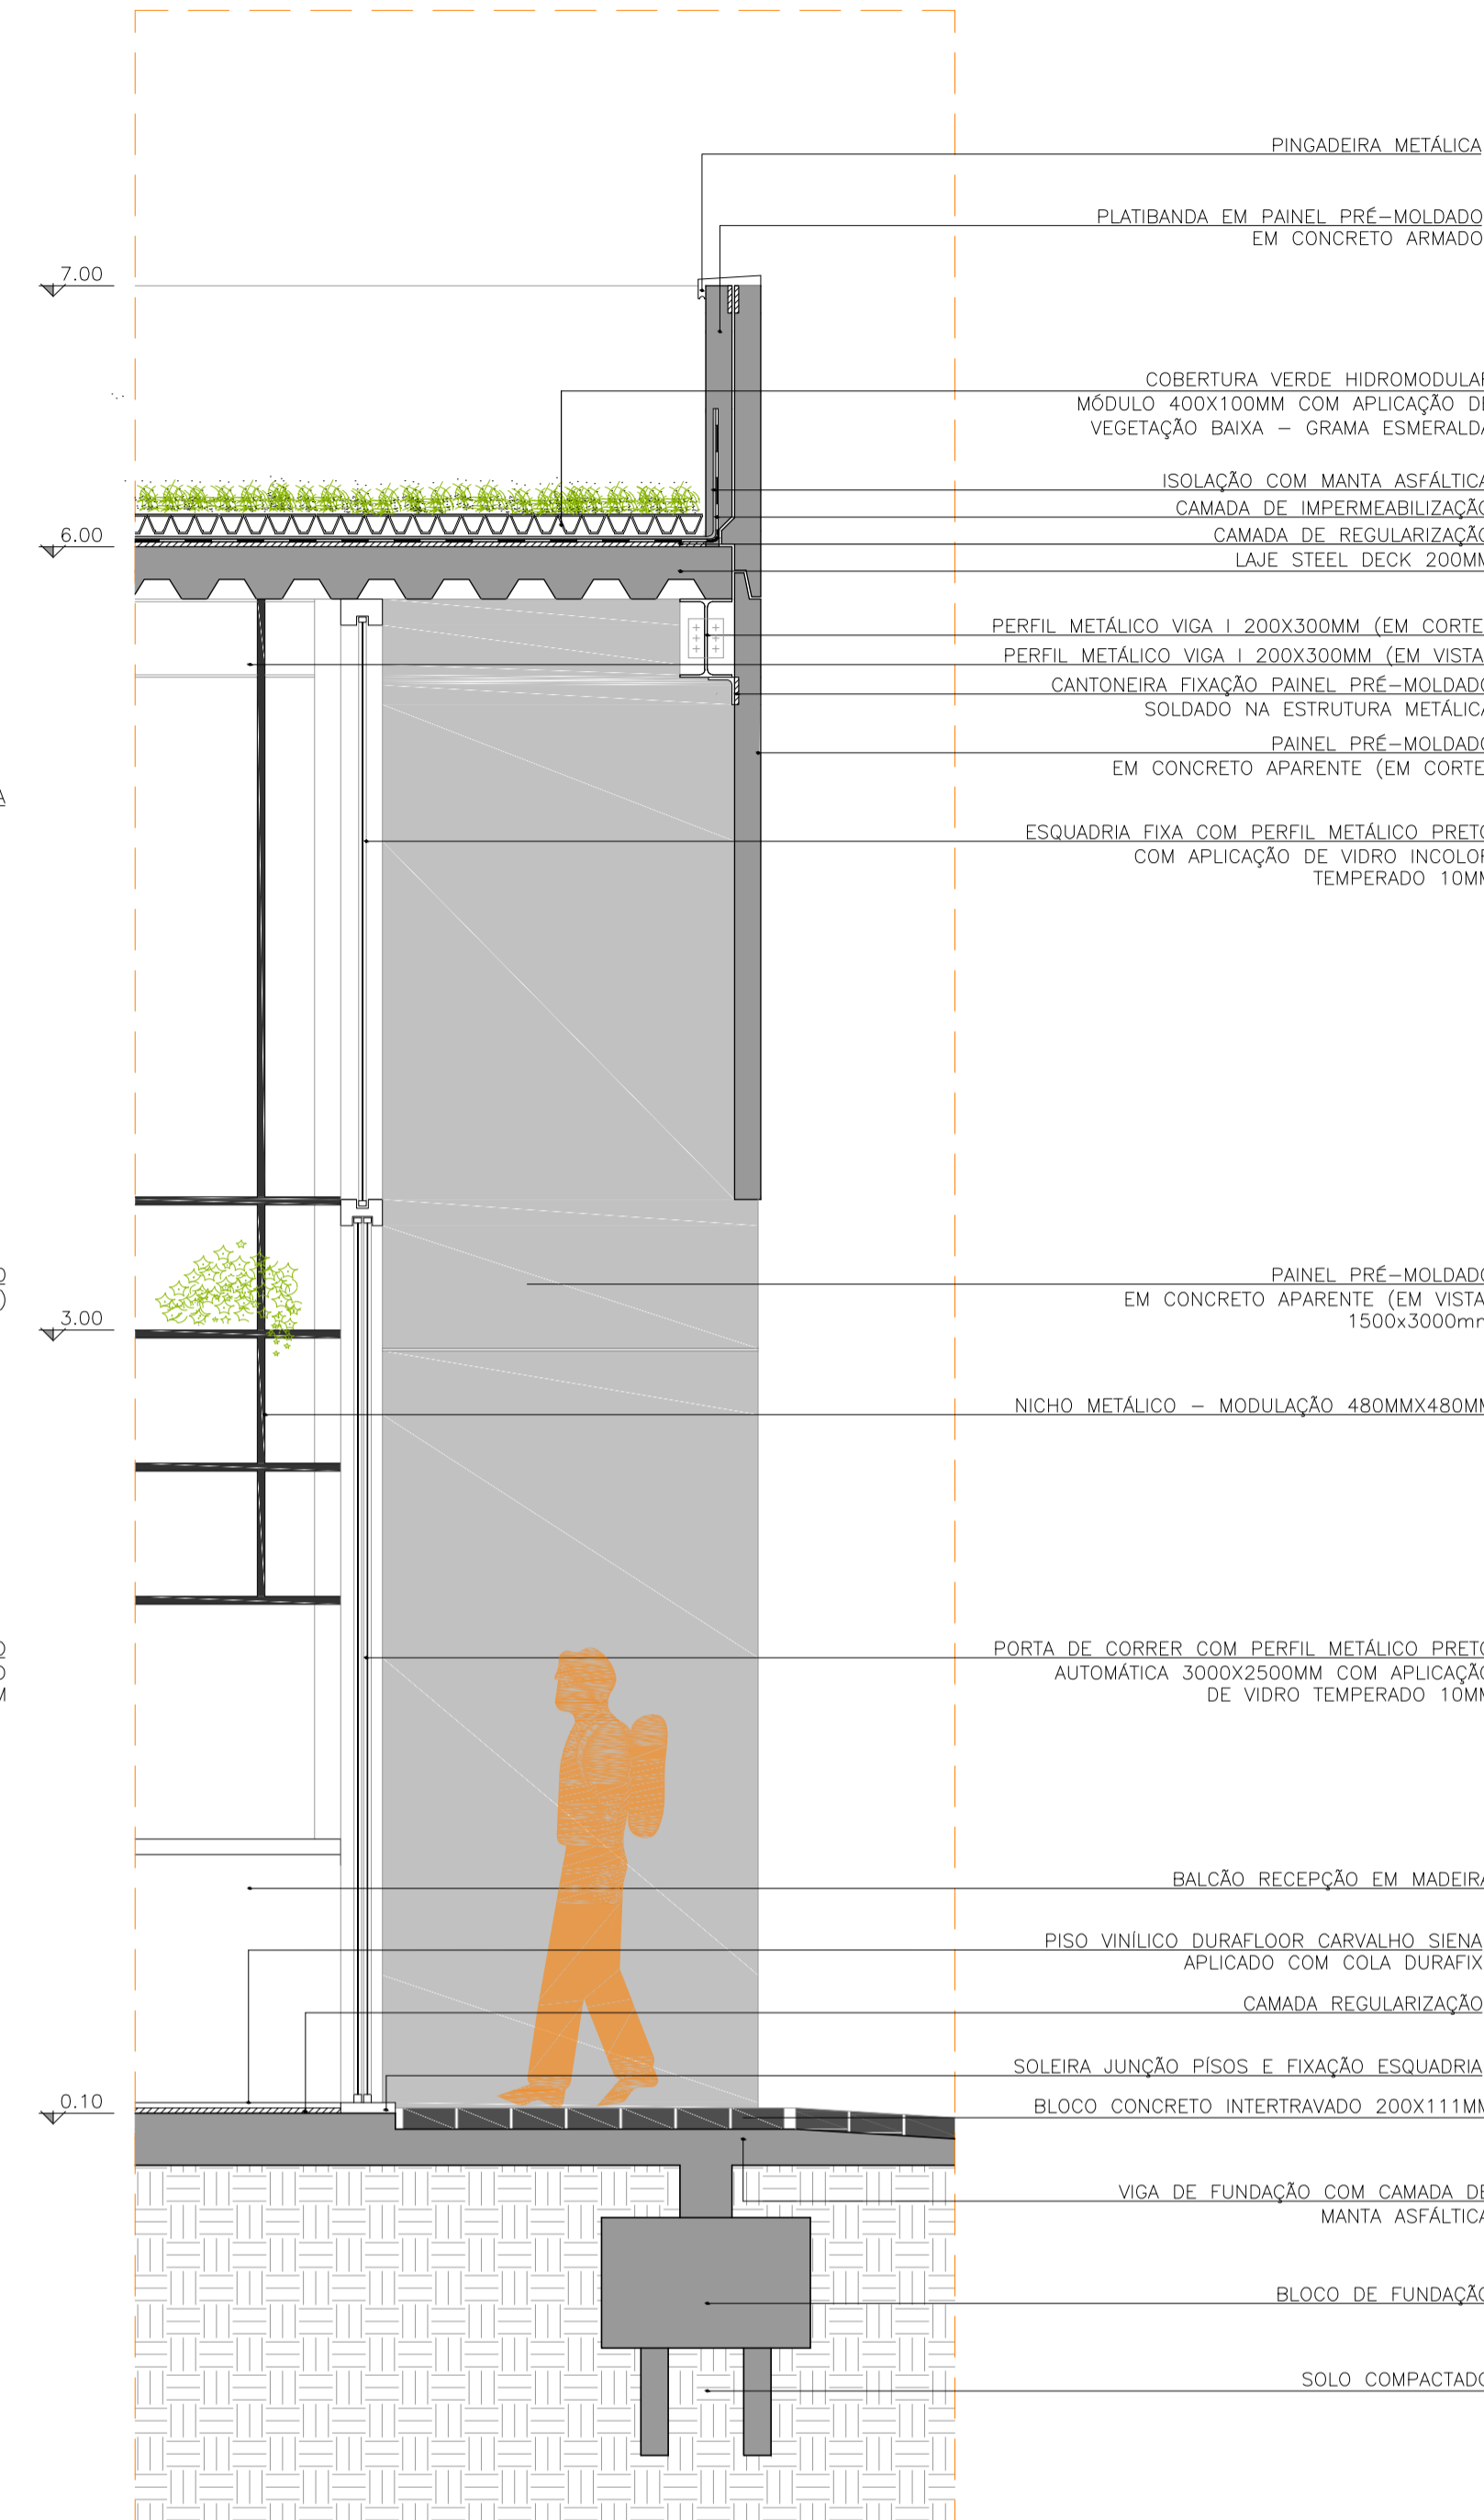 PINGADEIRA METÁLICA
PLATIBANDA EM PAINEL PRÉ-MOLDADO
EM CONCRETO ARMADO
7.00
COBERTURA VERDE HIDROMODULAR
MÓDULO 400X100MM COM APLICAÇÃO DE
VEGETAÇÃO BAIXA – GRAMA ESMERALDA
ISOLAÇÃO COM MANTA ASFÁLTICA
CAMADA DE IMPERMEABILIZAÇÃO
CAMADA DE REGULARIZAÇÃO
6.00
LAJE STEEL DECK 200MM
PERFIL METÁLICO VIGA I 200X300MM (EM CORTE)
PERFIL METÁLICO VIGA I 200X300MM (EM VISTA)
CANTONEIRA FIXAÇÃO PAINEL PRÉ-MOLDADO
SOLDADO NA ESTRUTURA METÁLICA
PAINEL PRÉ-MOLDADO
EM CONCRETO APARENTE (EM CORTE)
A
ESQUADRIA FIXA COM PERFIL METÁLICO PRETO
COM APLICAÇÃO DE VIDRO INCOLOR
TEMPERADO 10MM
O
)
PAINEL PRÉ-MOLDADO
EM CONCRETO APARENTE (EM VISTA)
1500x3000mm
3.00
NICHO METÁLICO – MODULAÇÃO 480MMX480MM
O
O
M
PORTA DE CORRER COM PERFIL METÁLICO PRETO
AUTOMÁTICA 3000X2500MM COM APLICAÇÃO
DE VIDRO TEMPERADO 10MM
BALCÃO RECEPÇÃO EM MADEIRA
PISO VINÍLICO DURAFLOOR CARVALHO SIENA
APLICADO COM COLA DURAFIX
CAMADA REGULARIZAÇÃO
SOLEIRA JUNÇÃO PÍSOS E FIXAÇÃO ESQUADRIA
0.10
BLOCO CONCRETO INTERTRAVADO 200X111MM
VIGA DE FUNDAÇÃO COM CAMADA DE
MANTA ASFÁLTICA
BLOCO DE FUNDAÇÃO
SOLO COMPACTADO